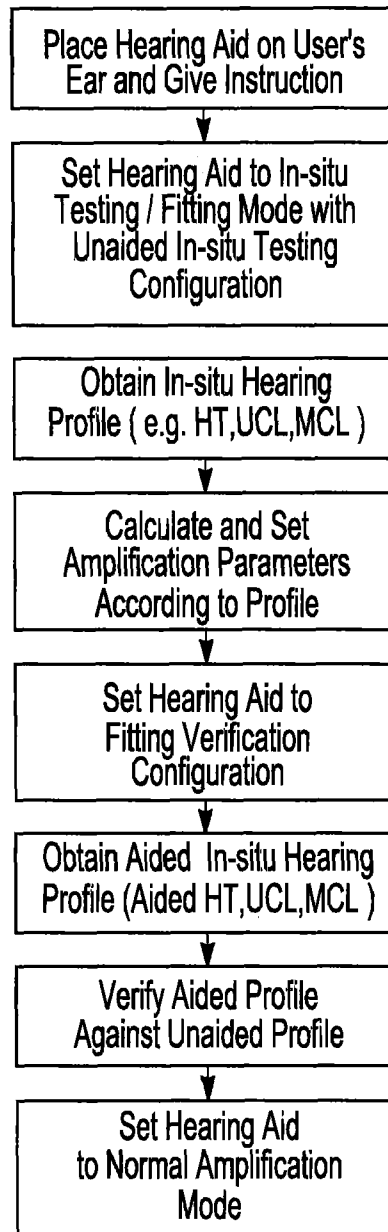 Place Hearing Aid on User's
Ear and Give Instruction
Set Hearing Aid to In-situ
Testing / Fitting Mode with
Unaided In-situ Testing
Configuration
Obtain In-situ Hearing
Profile ( e.g. HT,UCL,MCL )
Calculate and Set
Amplification Parameters
According to Profile
Set Hearing Aid to
Fitting Verification
Configuration
Obtain Aided In-situ Hearing
Profile (Aided HT,UCL,MCL )
Verify Aided Profile
Against Unaided Profile
Set Hearing Aid
to Normal Amplification
Mode